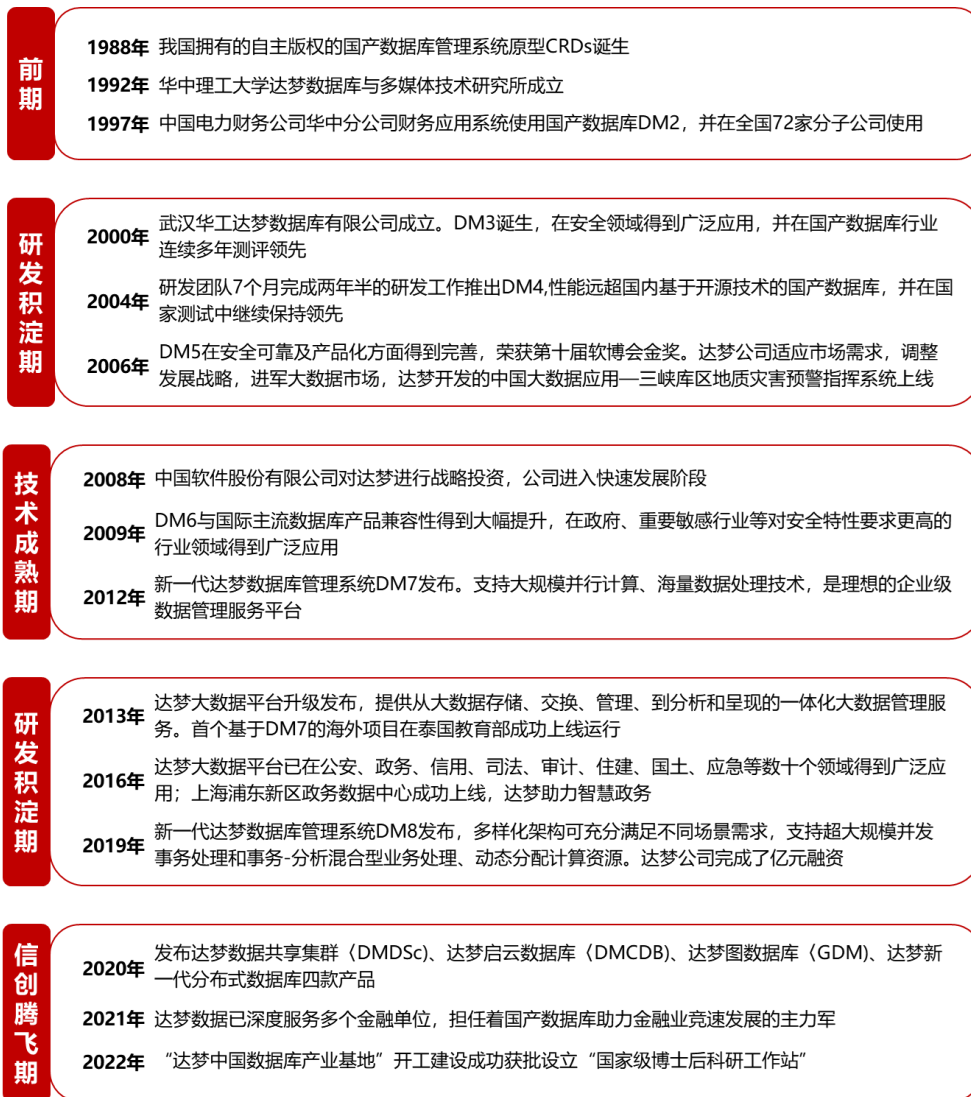 前期
1988年 我国拥有的自主版权的国产数据库管理系统原型CRDs诞生
1992年 华中理工大学达梦数据库与多媒体技术研究所成立
1997年 中国电力财务公司华中分公司财务应用系统使用国产数据库DM2，并在全国72家分子公司使用
研发积淀期
2000年 武汉华工达梦数据库有限公司成立。DM3诞生，在安全领域得到广泛应用，并在国产数据库行业
连续多年测评领先
2004年 研发团队7个月完成两年半的研发工作推出DM4,性能远超国内基于开源技术的国产数据库，并在国
家测试中继续保持领先
2006年 DM5在安全可靠及产品化方面得到完善，荣获第十届软博会金奖。达梦公司适应市场需求，调整
发展战略，进军大数据市场，达梦开发的中国大数据应用—三峡库区地质灾害预警指挥系统上线
技术成熟期
2008年 中国软件股份有限公司对达梦进行战略投资，公司进入快速发展阶段
2009年 DM6与国际主流数据库产品兼容性得到大幅提升，在政府、重要敏感行业等对安全特性要求更高的
行业领域得到广泛应用
2012年 新一代达梦数据库管理系统DM7发布。支持大规模并行计算、海量数据处理技术，是理想的企业级
数据管理服务平台
研发积淀期
2013年 达梦大数据平台升级发布，提供从大数据存储、交换、管理、到分析和呈现的一体化大数据管理服
务。首个基于DM7的海外项目在泰国教育部成功上线运行
2016年 达梦大数据平台已在公安、政务、信用、司法、审计、住建、国土、应急等数十个领域得到广泛应
用；上海浦东新区政务数据中心成功上线，达梦助力智慧政务
2019年 新一代达梦数据库管理系统DM8发布，多样化架构可充分满足不同场景需求，支持超大规模并发
事务处理和事务-分析混合型业务处理、动态分配计算资源。达梦公司完成了亿元融资
信创腾飞期
2020年 发布达梦数据共享集群〈DMDSc)、达梦启云数据库〈DMCDB)、达梦图数据库〈GDM)、达梦新
一代分布式数据库四款产品
2021年 达梦数据已深度服务多个金融单位，担任着国产数据库助力金融业竞速发展的主力军
2022年 “达梦中国数据库产业基地”开工建设成功获批设立“国家级博士后科研工作站”